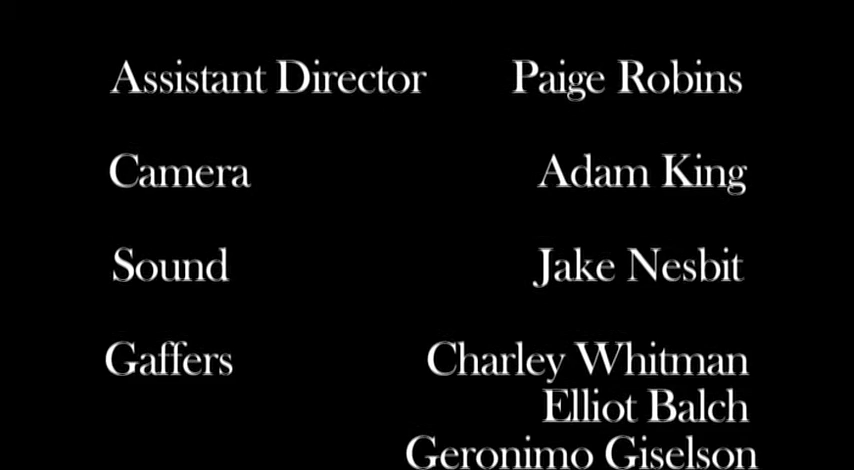 Assistant Director Paige Robins
Camera Adam King
Sound Jake Nesbit
Gaffers Charley Whitman
Elliot Balch
Geronimo Giselson